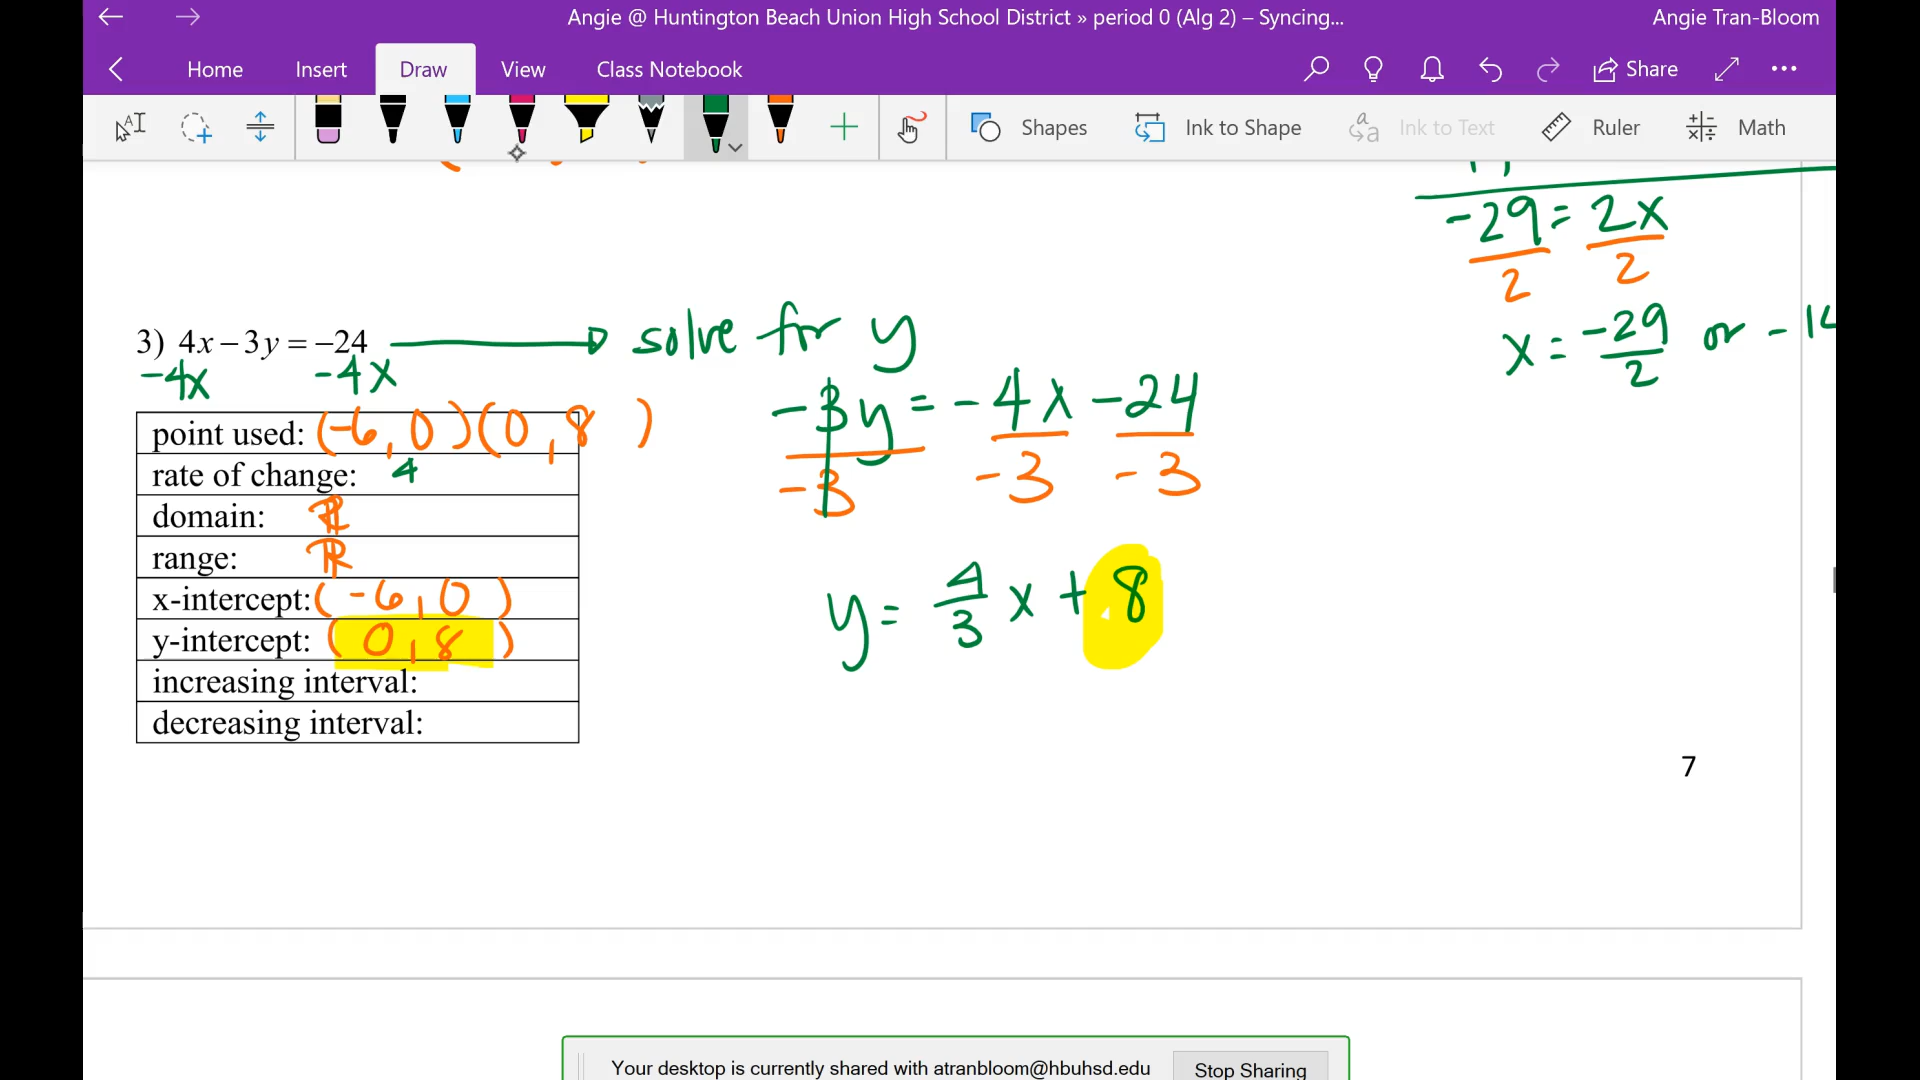 Angie @ Huntington Beach Union High School District » period 0 (Alg 2) – Syncing...
Angie Tran-Bloom
Home Insert Draw View Class Notebook
Share
Shapes Ink to Shape Ink to Text Ruler Math
-29 = 2x
2 2
x = -29/2 or -14
3) 4x – 3y = –24 solve for y
-4x -4x
-3y = -4x -24
-3 -3 -3
y = 4/3 x + 8
point used: (-6, 0)(0, 8 )
rate of change: 4
domain: ℝ
range: ℝ
x-intercept: (-6, 0 )
y-intercept: ( 0, 8 )
increasing interval:
decreasing interval:
7
Your desktop is currently shared with atranbloom@hbuhsd.edu Stop Sharing